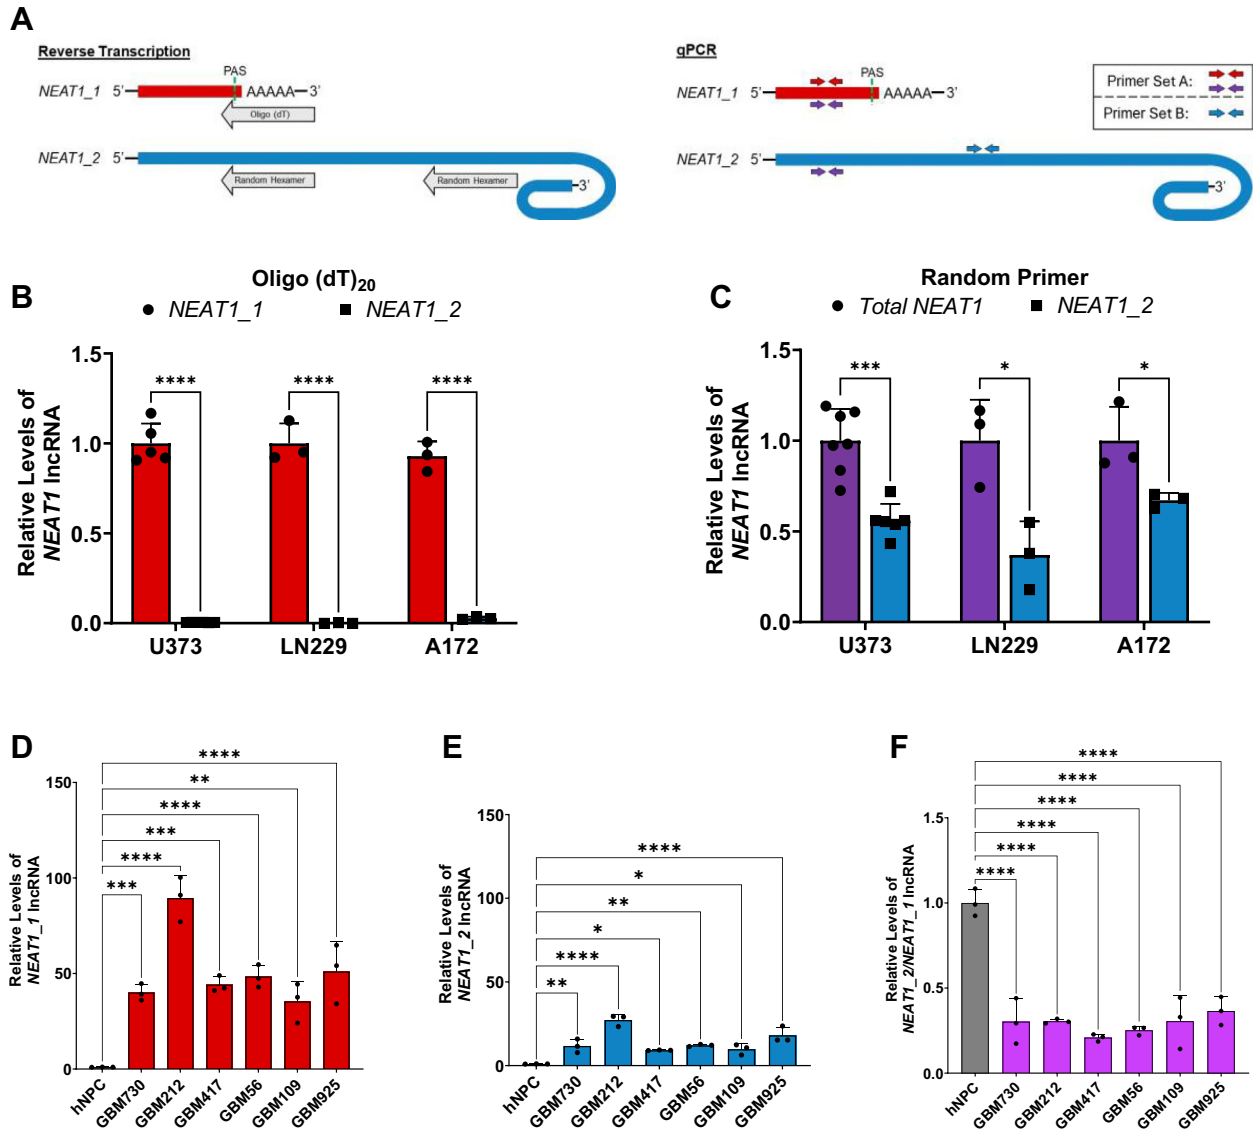 A
Reverse Transcription
PAS
NEAT1_1 5' AAAAA 3'
Oligo (dT)
NEAT1_2 5'
Random Hexamer Random Hexamer
3'
qPCR
PAS
NEAT1_1 5' AAAAA 3'
NEAT1_2 5'
3'
Primer Set A:
Primer Set B:
B
Oligo (dT)20
NEAT1_1 NEAT1_2
Relative Levels of
NEAT1 lncRNA
1.5
1.0
0.5
0.0
**** **** ****
U373 LN229 A172
C
Random Primer
Total NEAT1 NEAT1_2
Relative Levels of
NEAT1 lncRNA
1.5
1.0
0.5
0.0
*** * *
U373 LN229 A172
D
Relative Levels of
NEAT1_1 lncRNA
150
100
50
0
****
**
****
***
****
***
hNPC GBM730 GBM212 GBM417 GBM56 GBM109 GBM925
E
Relative Levels of
NEAT1_2 lncRNA
150
100
50
0
****
*
**
*
****
**
hNPC GBM730 GBM212 GBM417 GBM56 GBM109 GBM925
F
Relative Levels of
NEAT1_2/NEAT1_1 lncRNA
1.5
1.0
0.5
0.0
****
****
****
****
****
****
hNPC GBM730 GBM212 GBM417 GBM56 GBM109 GBM925